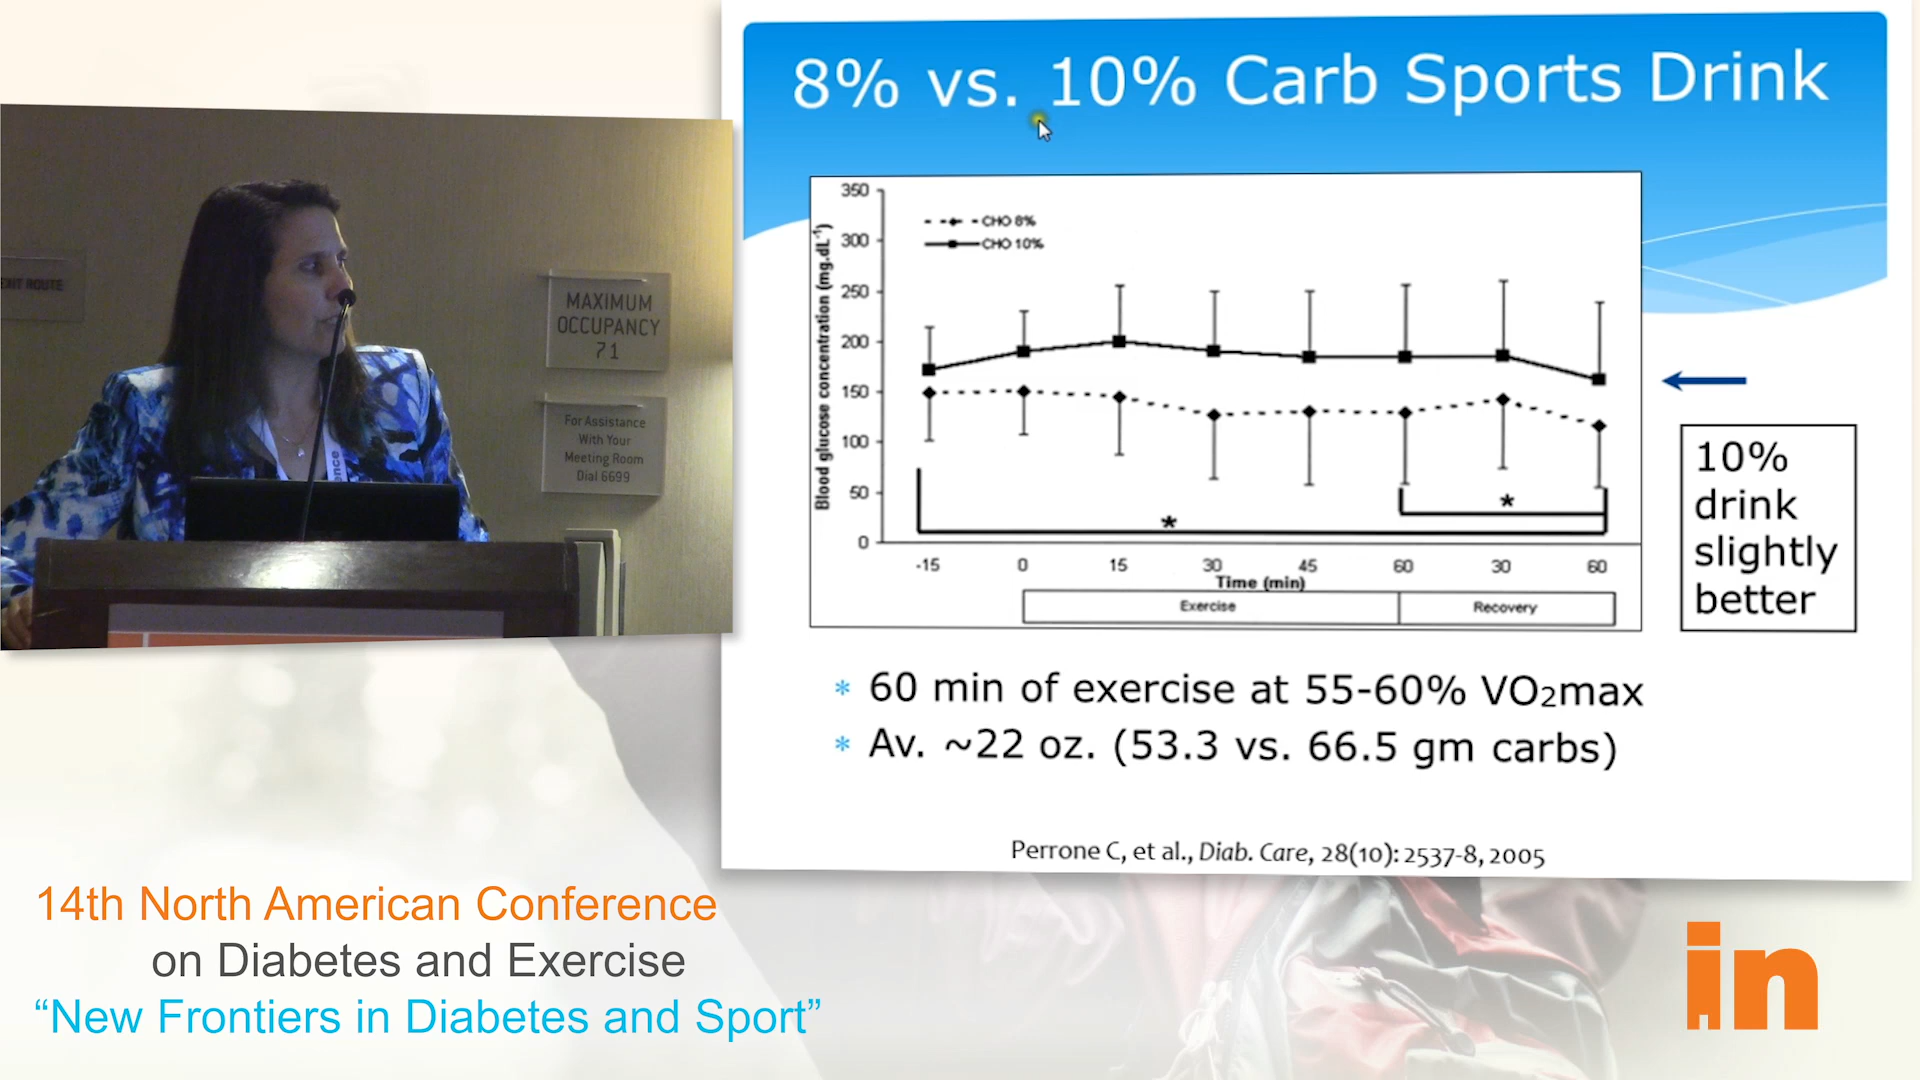 8% vs. 10% Carb Sports Drink
EXIT ROUTE
MAXIMUM
OCCUPANCY
71
For Assistance
With Your
Meeting Room
Dial 6699
ence
350
300
250
200
150
100
50
0
Blood glucose concentration (mg.dL-1)
CHO 8%
CHO 10%
*
*
-15 0 15 30 45 60 30 60
Time (min)
Exercise Recovery
10%
drink
slightly
better
* 60 min of exercise at 55-60% VO2max
* Av. ~22 oz. (53.3 vs. 66.5 gm carbs)
Perrone C, et al., Diab. Care, 28(10): 2537-8, 2005
14th North American Conference
on Diabetes and Exercise
“New Frontiers in Diabetes and Sport”
in